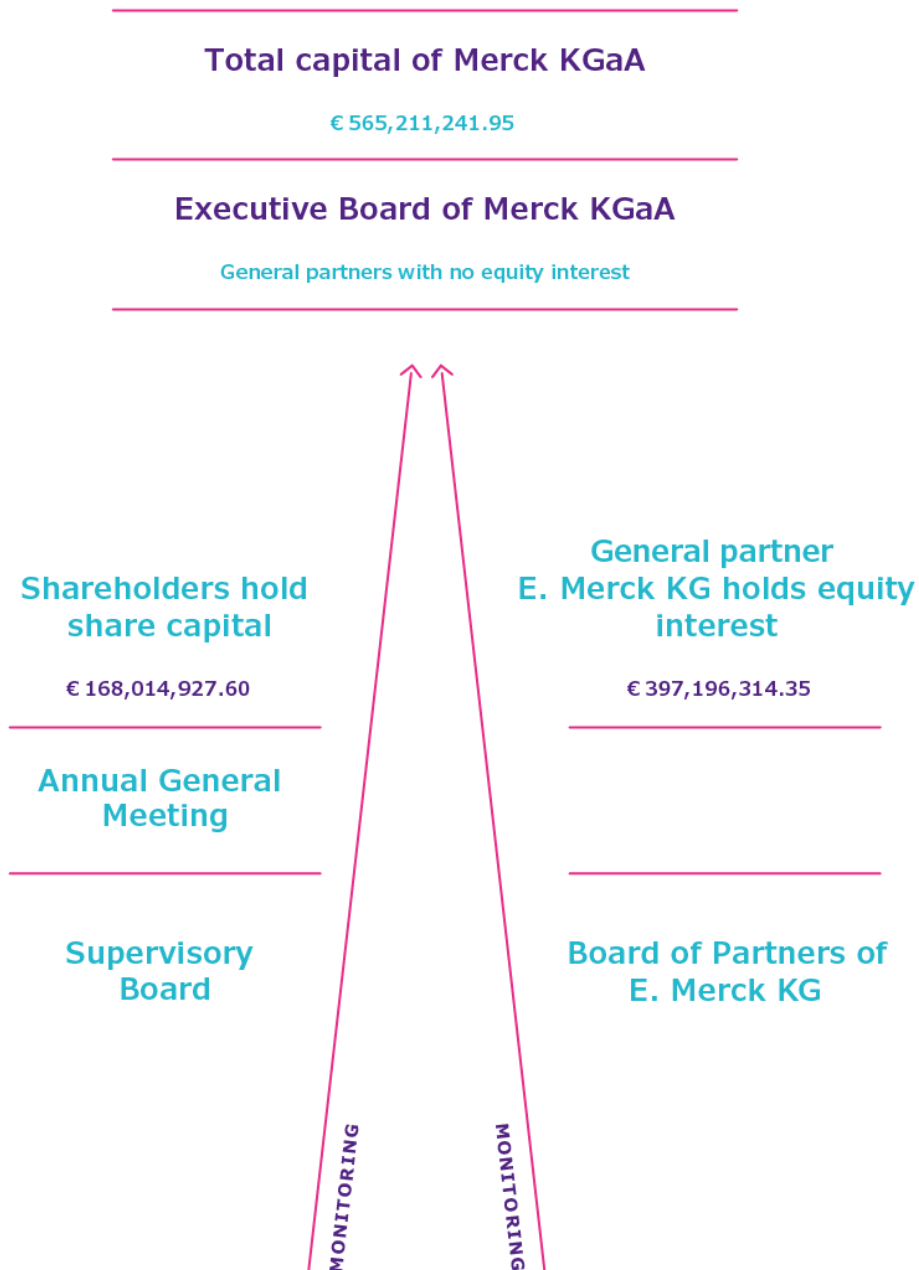 Total capital of Merck KGaA
€ 565,211,241.95
Executive Board of Merck KGaA
General partners with no equity interest
Shareholders hold
share capital
€ 168,014,927.60
Annual General
Meeting
Supervisory
Board
General partner
E. Merck KG holds equity
interest
€ 397,196,314.35
Board of Partners of
E. Merck KG
MONITORING
MONITORING